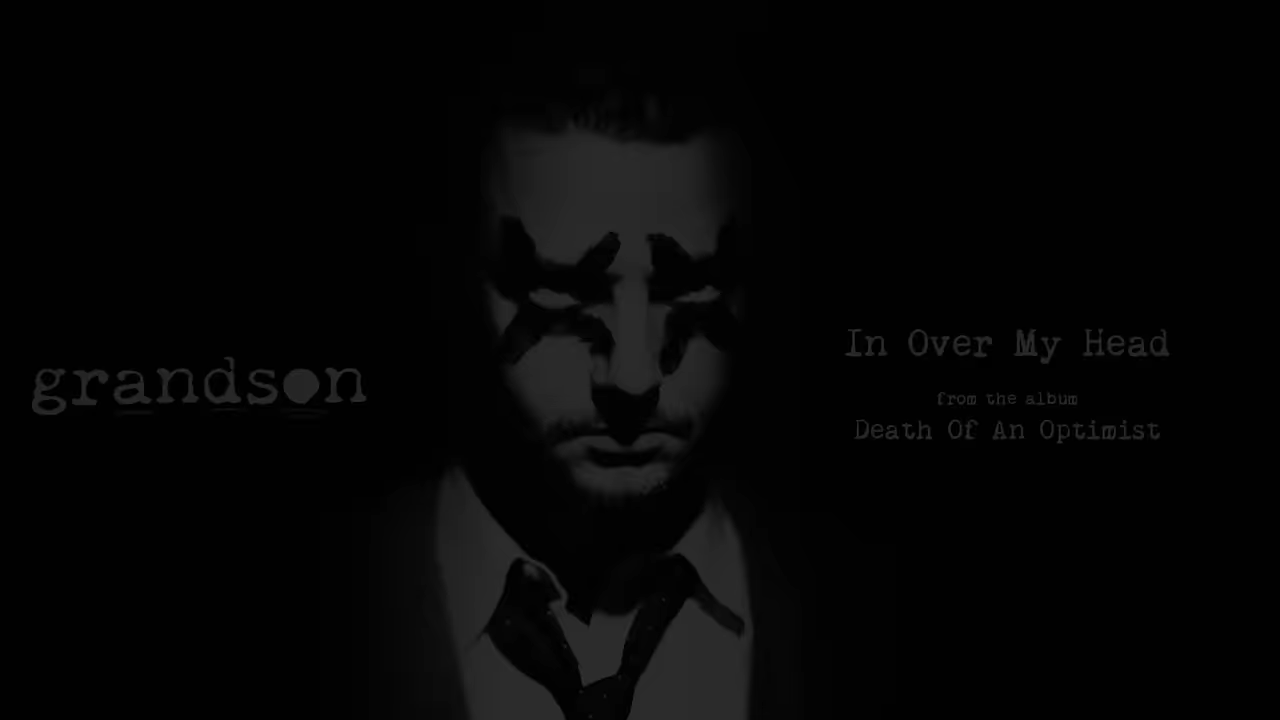 grandson
In Over My Head
from the album
Death Of An Optimist